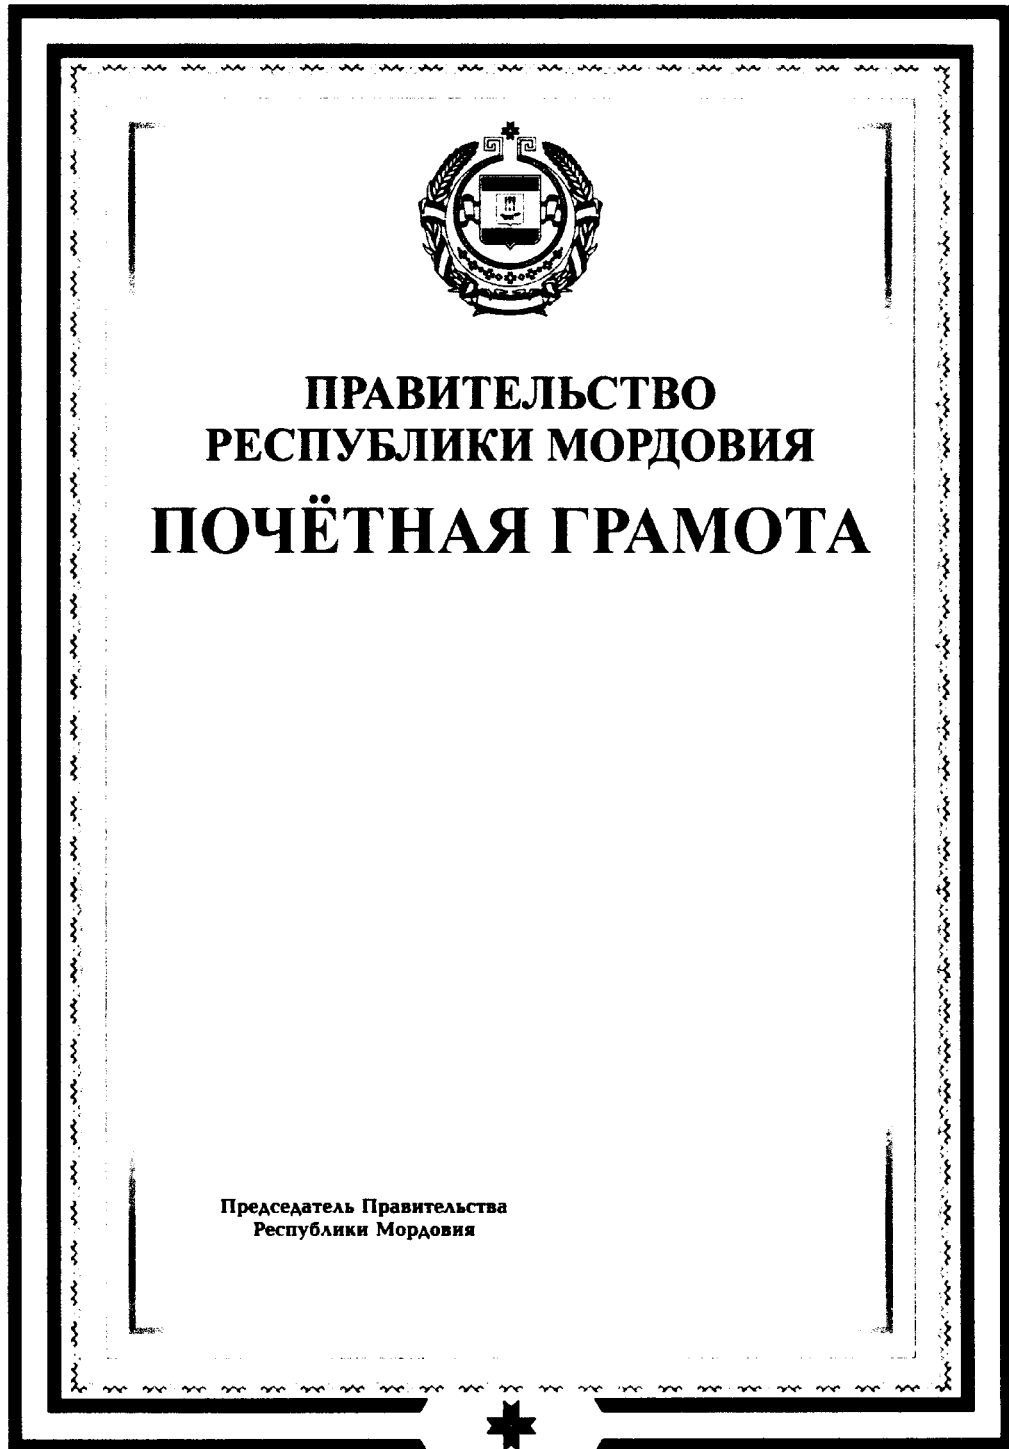 ПРАВИТЕЛЬСТВО
РЕСПУБЛИКИ МОРДОВИЯ
ПОЧЁТНАЯ ГРАМОТА
Председатель Правительства
Республики Мордовия